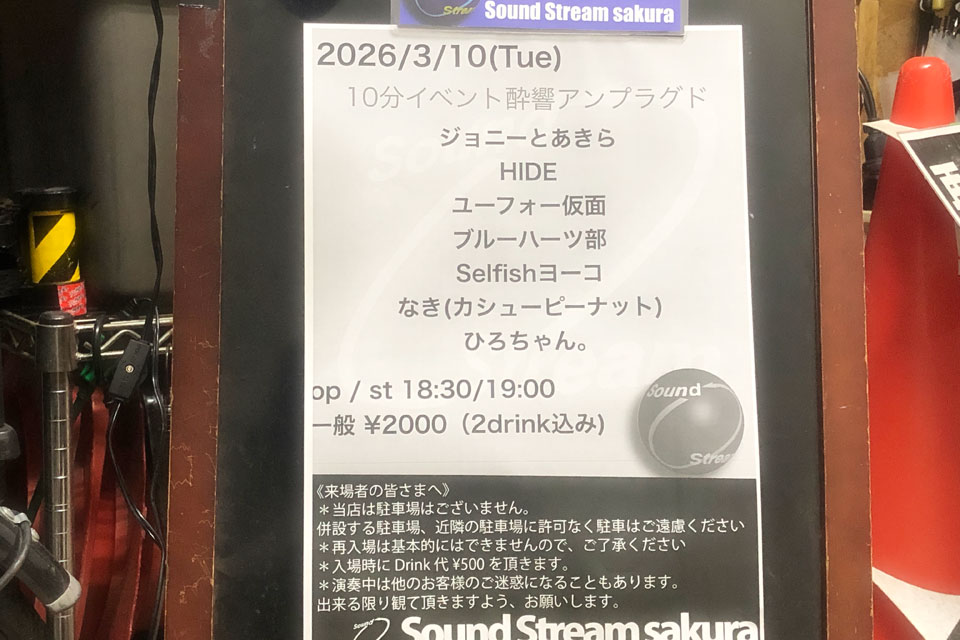 Sound Stream sakura
2026/3/10(Tue)
10分イベント酔響アンプラグド
ジョニーとあきら
HIDE
ユーフォー仮面
ブルーハーツ部
Selfishヨーコ
なき(カシューピーナット)
ひろちゃん。
op / st 18:30/19:00
一般 ¥2000（2drink込み)
Sound
Stream
《来場者の皆さまへ》
＊当店は駐車場はございません。
併設する駐車場、近隣の駐車場に許可なく駐車はご遠慮ください
＊再入場は基本的にはできませんので、ご了承ください
＊入場時に Drink 代 ¥500 を頂きます。
＊演奏中は他のお客様のご迷惑になることもあります。
出来る限り観て頂きますよう、お願いします。
Sound Stream sakura